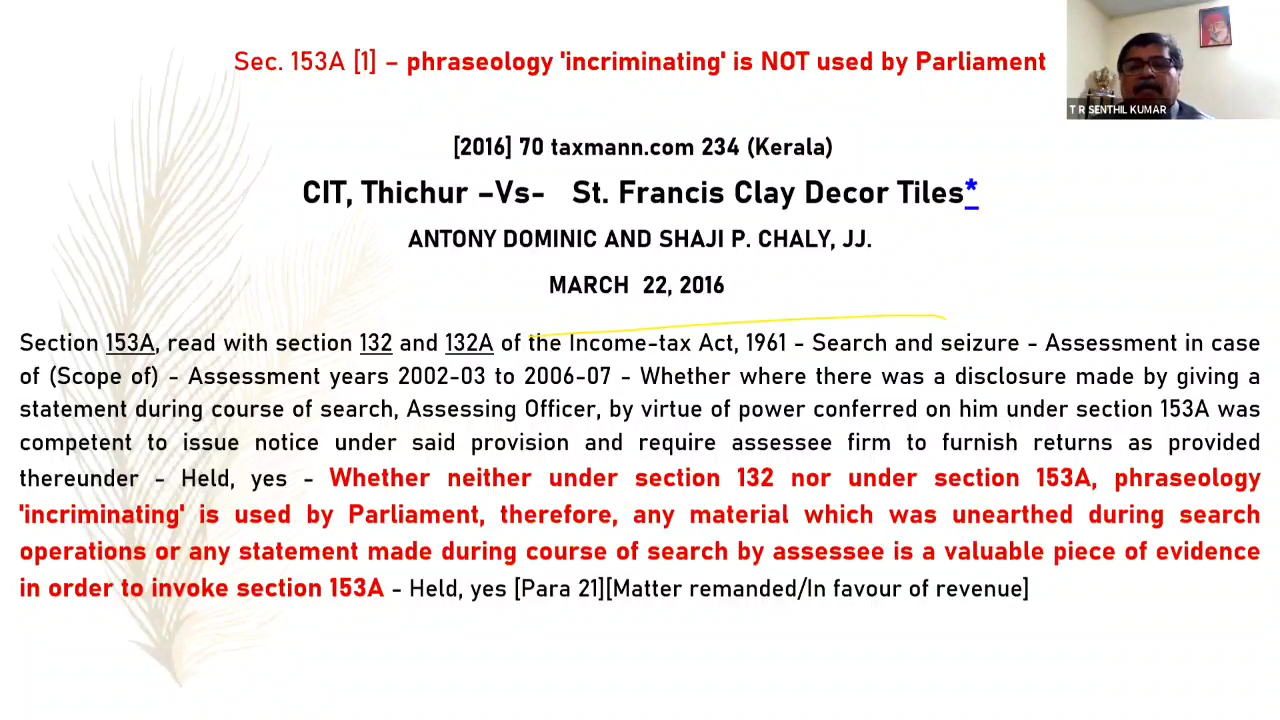 Sec. 153A [1] – phraseology 'incriminating' is NOT used by Parliament
T R SENTHIL KUMAR
[2016] 70 taxmann.com 234 (Kerala)
CIT, Thichur –Vs- St. Francis Clay Decor Tiles*
ANTONY DOMINIC AND SHAJI P. CHALY, JJ.
MARCH 22, 2016
Section 153A, read with section 132 and 132A of the Income-tax Act, 1961 - Search and seizure - Assessment in case
of (Scope of) - Assessment years 2002-03 to 2006-07 - Whether where there was a disclosure made by giving a
statement during course of search, Assessing Officer, by virtue of power conferred on him under section 153A was
competent to issue notice under said provision and require assessee firm to furnish returns as provided
thereunder - Held, yes - Whether neither under section 132 nor under section 153A, phraseology
'incriminating' is used by Parliament, therefore, any material which was unearthed during search
operations or any statement made during course of search by assessee is a valuable piece of evidence
in order to invoke section 153A - Held, yes [Para 21][Matter remanded/In favour of revenue]